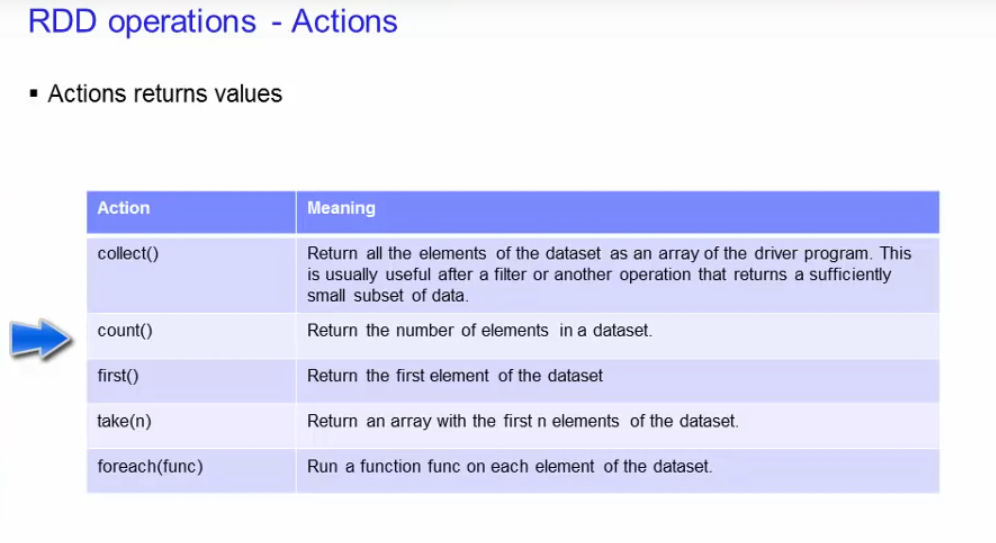 RDD operations - Actions
▪ Actions returns values
Action
Meaning
collect()
Return all the elements of the dataset as an array of the driver program. This
is usually useful after a filter or another operation that returns a sufficiently
small subset of data.
count()
Return the number of elements in a dataset.
first()
Return the first element of the dataset
take(n)
Return an array with the first n elements of the dataset.
foreach(func)
Run a function func on each element of the dataset.